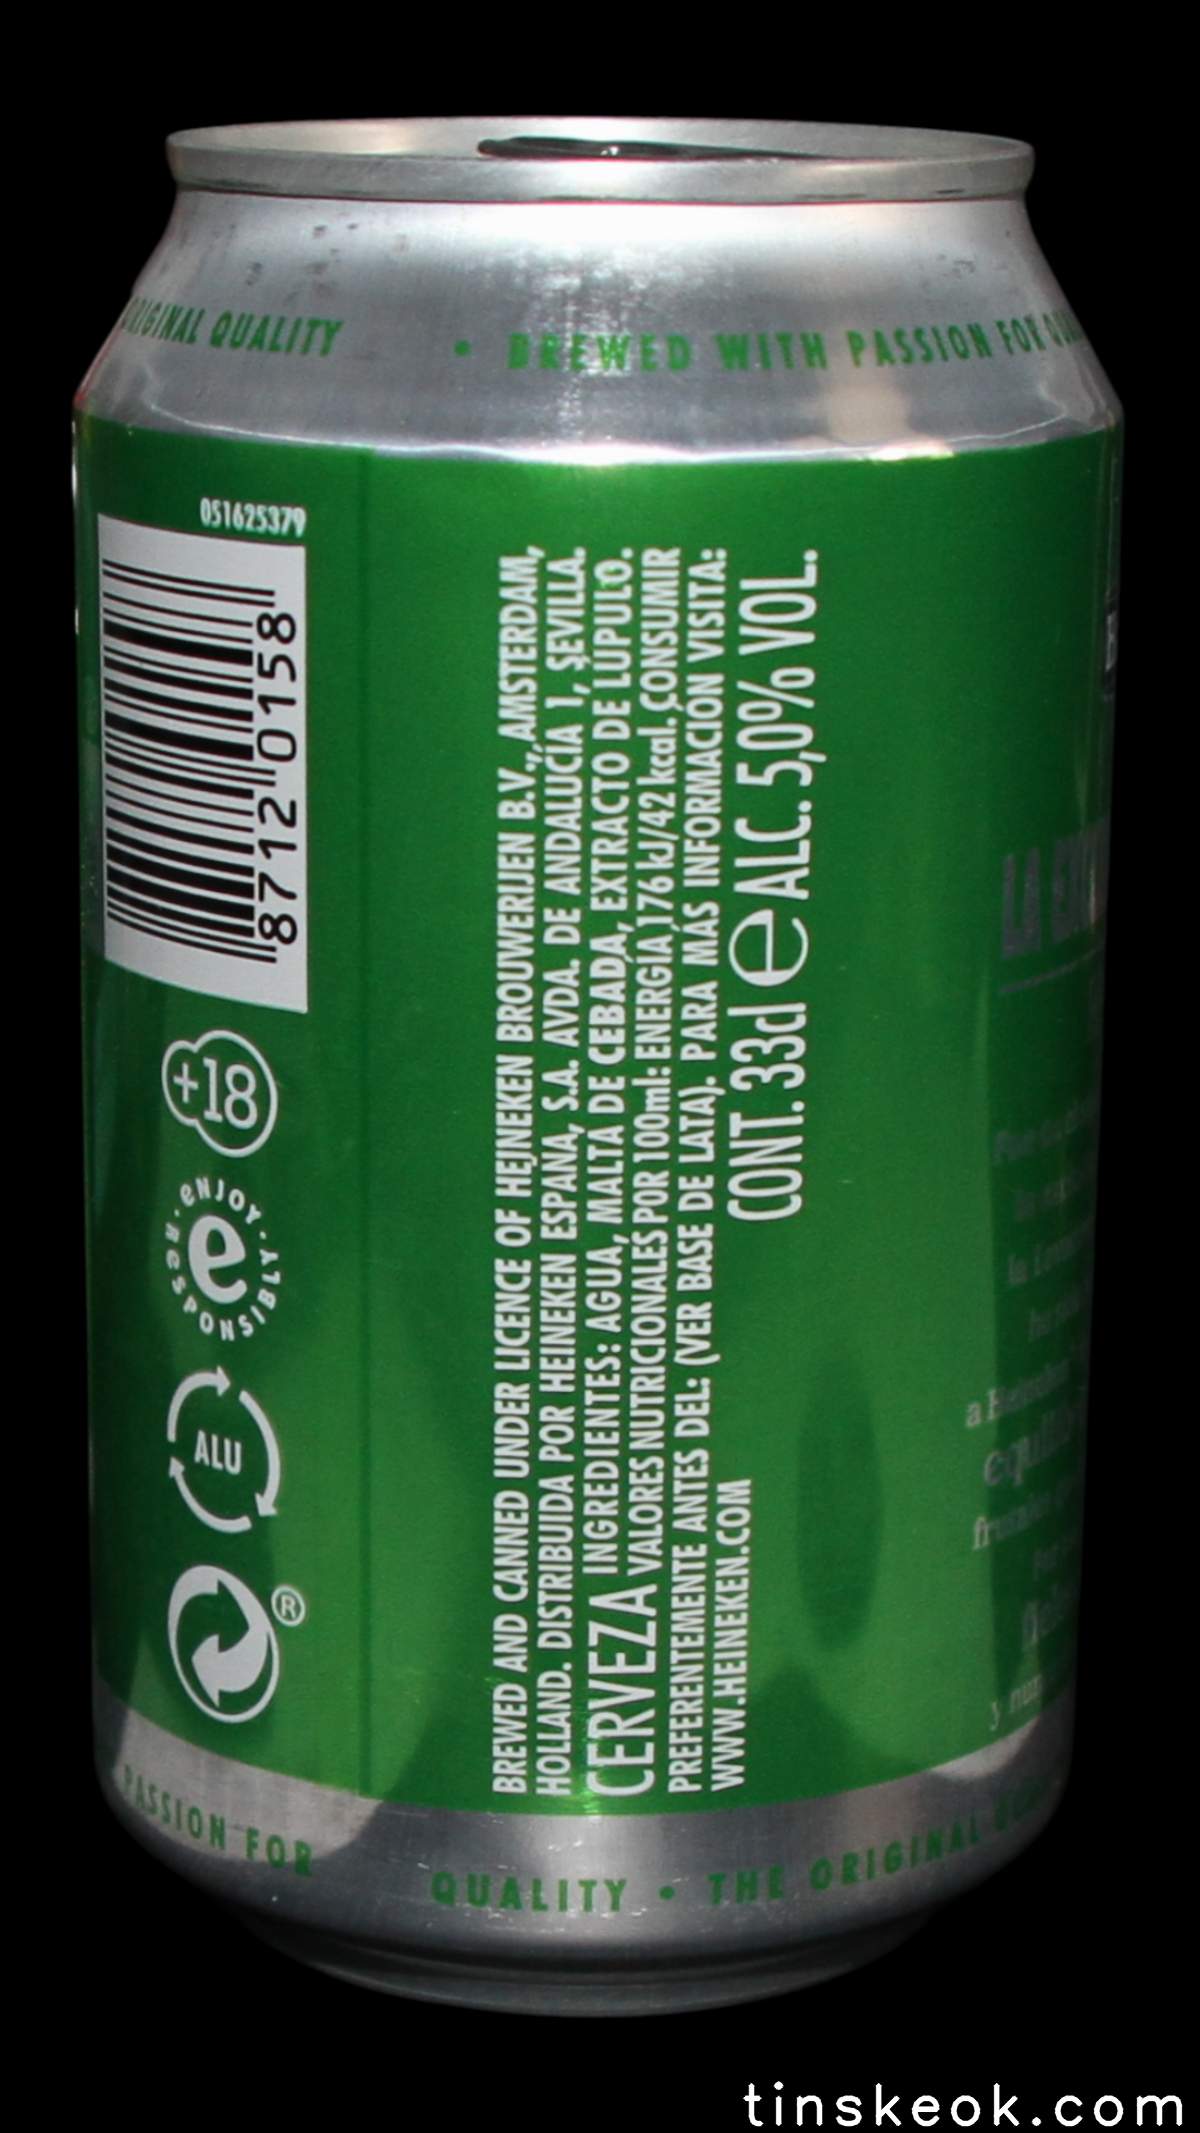 ORIGINAL QUALITY
• BREWED WITH PASSION FOR
051625379
8712 0158
+18
ENJOY • RESPONSIBLY •
e
ALU
®
BREWED AND CANNED UNDER LICENCE OF HEINEKEN BROUWERIJEN B.V., AMSTERDAM,
HOLLAND. DISTRIBUIDA POR HEINEKEN ESPAÑA, S.A. AVDA. DE ANDALUCÍA 1, SEVILLA.
CERVEZA INGREDIENTES: AGUA, MALTA DE CEBADA, EXTRACTO DE LÚPULO.
VALORES NUTRICIONALES POR 100ml: ENERGÍA,176 kJ/42 kcal. CONSUMIR
PREFERENTEMENTE ANTES DEL: (VER BASE DE LATA). PARA MÁS INFORMACIÓN VISITA:
WWW.HEINEKEN.COM
CONT. 33cl e ALC. 5,0% VOL.
LA
a
y
PASSION FOR
QUALITY • THE ORIGINAL
tinskeok.com